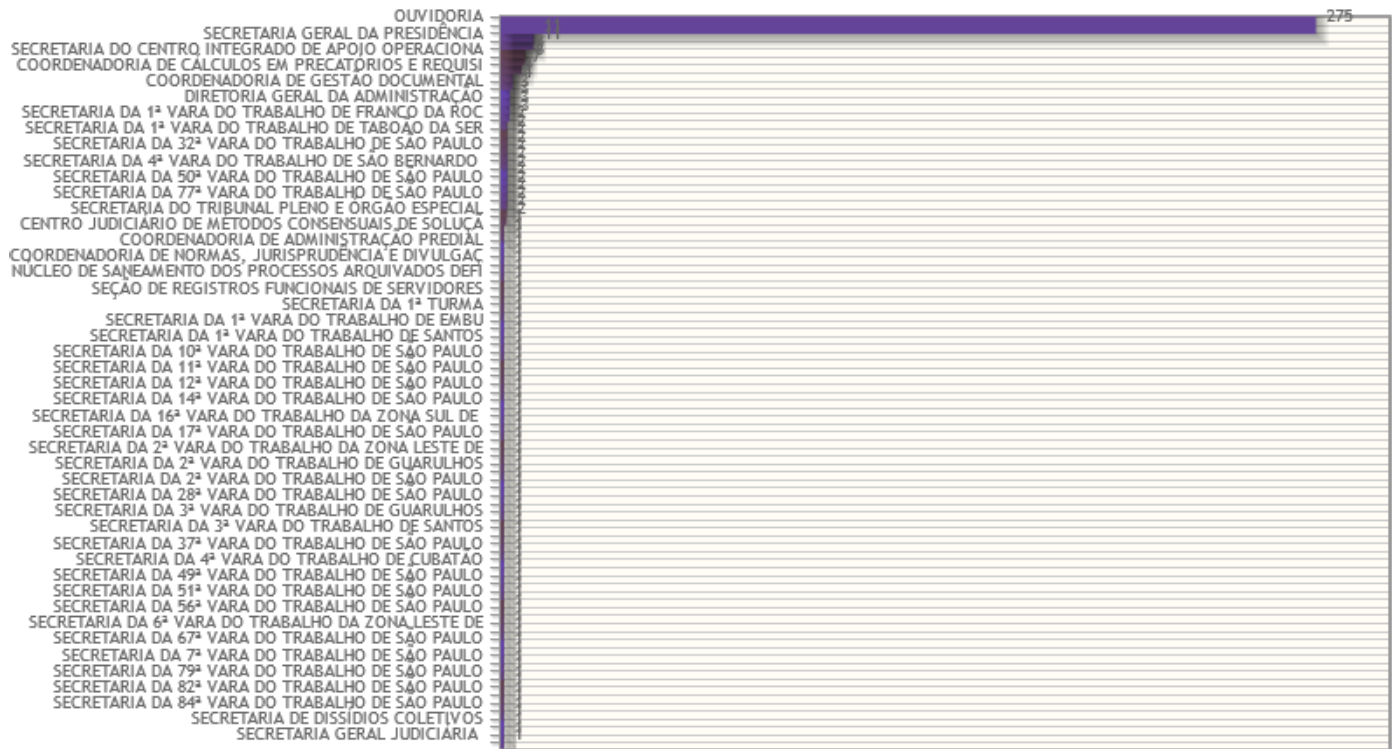 OUVIDORIA 275
SECRETARIA GERAL DA PRESIDÊNCIA 11
SECRETARIA DO CENTRO INTEGRADO DE APOIO OPERACIONA
COORDENADORIA DE CÁLCULOS EM PRECATÓRIOS E REQUISI
COORDENADORIA DE GESTÃO DOCUMENTAL
DIRETORIA GERAL DA ADMINISTRAÇÃO
SECRETARIA DA 1ª VARA DO TRABALHO DE FRANCO DA ROC
SECRETARIA DA 1ª VARA DO TRABALHO DE TABOÃO DA SER
SECRETARIA DA 32ª VARA DO TRABALHO DE SÃO PAULO
SECRETARIA DA 4ª VARA DO TRABALHO DE SÃO BERNARDO
SECRETARIA DA 50ª VARA DO TRABALHO DE SÃO PAULO
SECRETARIA DA 77ª VARA DO TRABALHO DE SÃO PAULO
SECRETARIA DO TRIBUNAL PLENO E ÓRGÃO ESPECIAL 2
CENTRO JUDICIÁRIO DE MÉTODOS CONSENSUAIS DE SOLUÇÃ
COORDENADORIA DE ADMINISTRAÇÃO PREDIAL
COORDENADORIA DE NORMAS, JURISPRUDÊNCIA E DIVULGAÇ
NÚCLEO DE SANEAMENTO DOS PROCESSOS ARQUIVADOS DEFI
SEÇÃO DE REGISTROS FUNCIONAIS DE SERVIDORES
SECRETARIA DA 1ª TURMA
SECRETARIA DA 1ª VARA DO TRABALHO DE EMBU
SECRETARIA DA 1ª VARA DO TRABALHO DE SANTOS
SECRETARIA DA 10ª VARA DO TRABALHO DE SÃO PAULO
SECRETARIA DA 11ª VARA DO TRABALHO DE SÃO PAULO
SECRETARIA DA 12ª VARA DO TRABALHO DE SÃO PAULO
SECRETARIA DA 14ª VARA DO TRABALHO DE SÃO PAULO
SECRETARIA DA 16ª VARA DO TRABALHO DA ZONA SUL DE
SECRETARIA DA 17ª VARA DO TRABALHO DE SÃO PAULO
SECRETARIA DA 2ª VARA DO TRABALHO DA ZONA LESTE DE
SECRETARIA DA 2ª VARA DO TRABALHO DE GUARULHOS
SECRETARIA DA 2ª VARA DO TRABALHO DE SÃO PAULO
SECRETARIA DA 28ª VARA DO TRABALHO DE SÃO PAULO
SECRETARIA DA 3ª VARA DO TRABALHO DE GUARULHOS
SECRETARIA DA 3ª VARA DO TRABALHO DE SANTOS
SECRETARIA DA 37ª VARA DO TRABALHO DE SÃO PAULO
SECRETARIA DA 4ª VARA DO TRABALHO DE CUBATÃO
SECRETARIA DA 49ª VARA DO TRABALHO DE SÃO PAULO
SECRETARIA DA 51ª VARA DO TRABALHO DE SÃO PAULO
SECRETARIA DA 56ª VARA DO TRABALHO DE SÃO PAULO
SECRETARIA DA 6ª VARA DO TRABALHO DA ZONA LESTE DE
SECRETARIA DA 67ª VARA DO TRABALHO DE SÃO PAULO
SECRETARIA DA 7ª VARA DO TRABALHO DE SÃO PAULO
SECRETARIA DA 79ª VARA DO TRABALHO DE SÃO PAULO
SECRETARIA DA 82ª VARA DO TRABALHO DE SÃO PAULO
SECRETARIA DA 84ª VARA DO TRABALHO DE SÃO PAULO
SECRETARIA DE DISSÍDIOS COLETIVOS
SECRETARIA GERAL JUDICIÁRIA 1